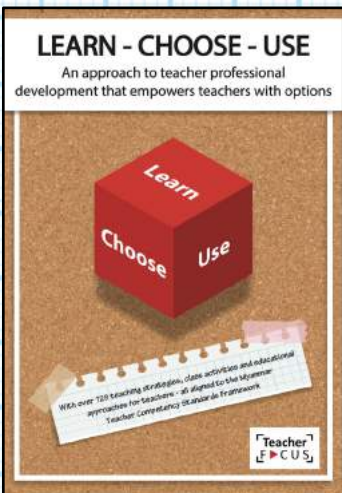 LEARN - CHOOSE - USE
An approach to teacher professional
development that empowers teachers with options
Learn
Choose
Use
With over 120 teaching strategies, class activities and educational
approaches for teachers - all aligned to the Myanmar
Teacher Competency Standards Framework
Teacher
FOCUS